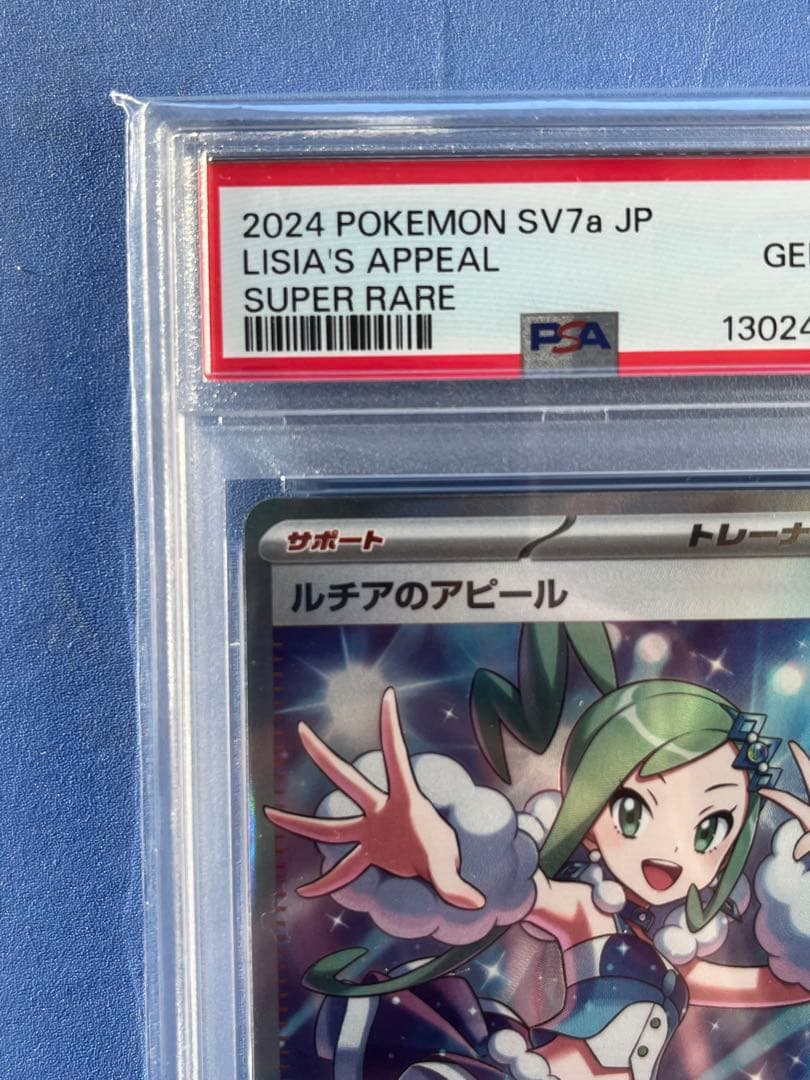 2024 POKEMON SV7a JP
LISIA'S APPEAL
SUPER RARE
PSA
サポート
ルチアのアピール